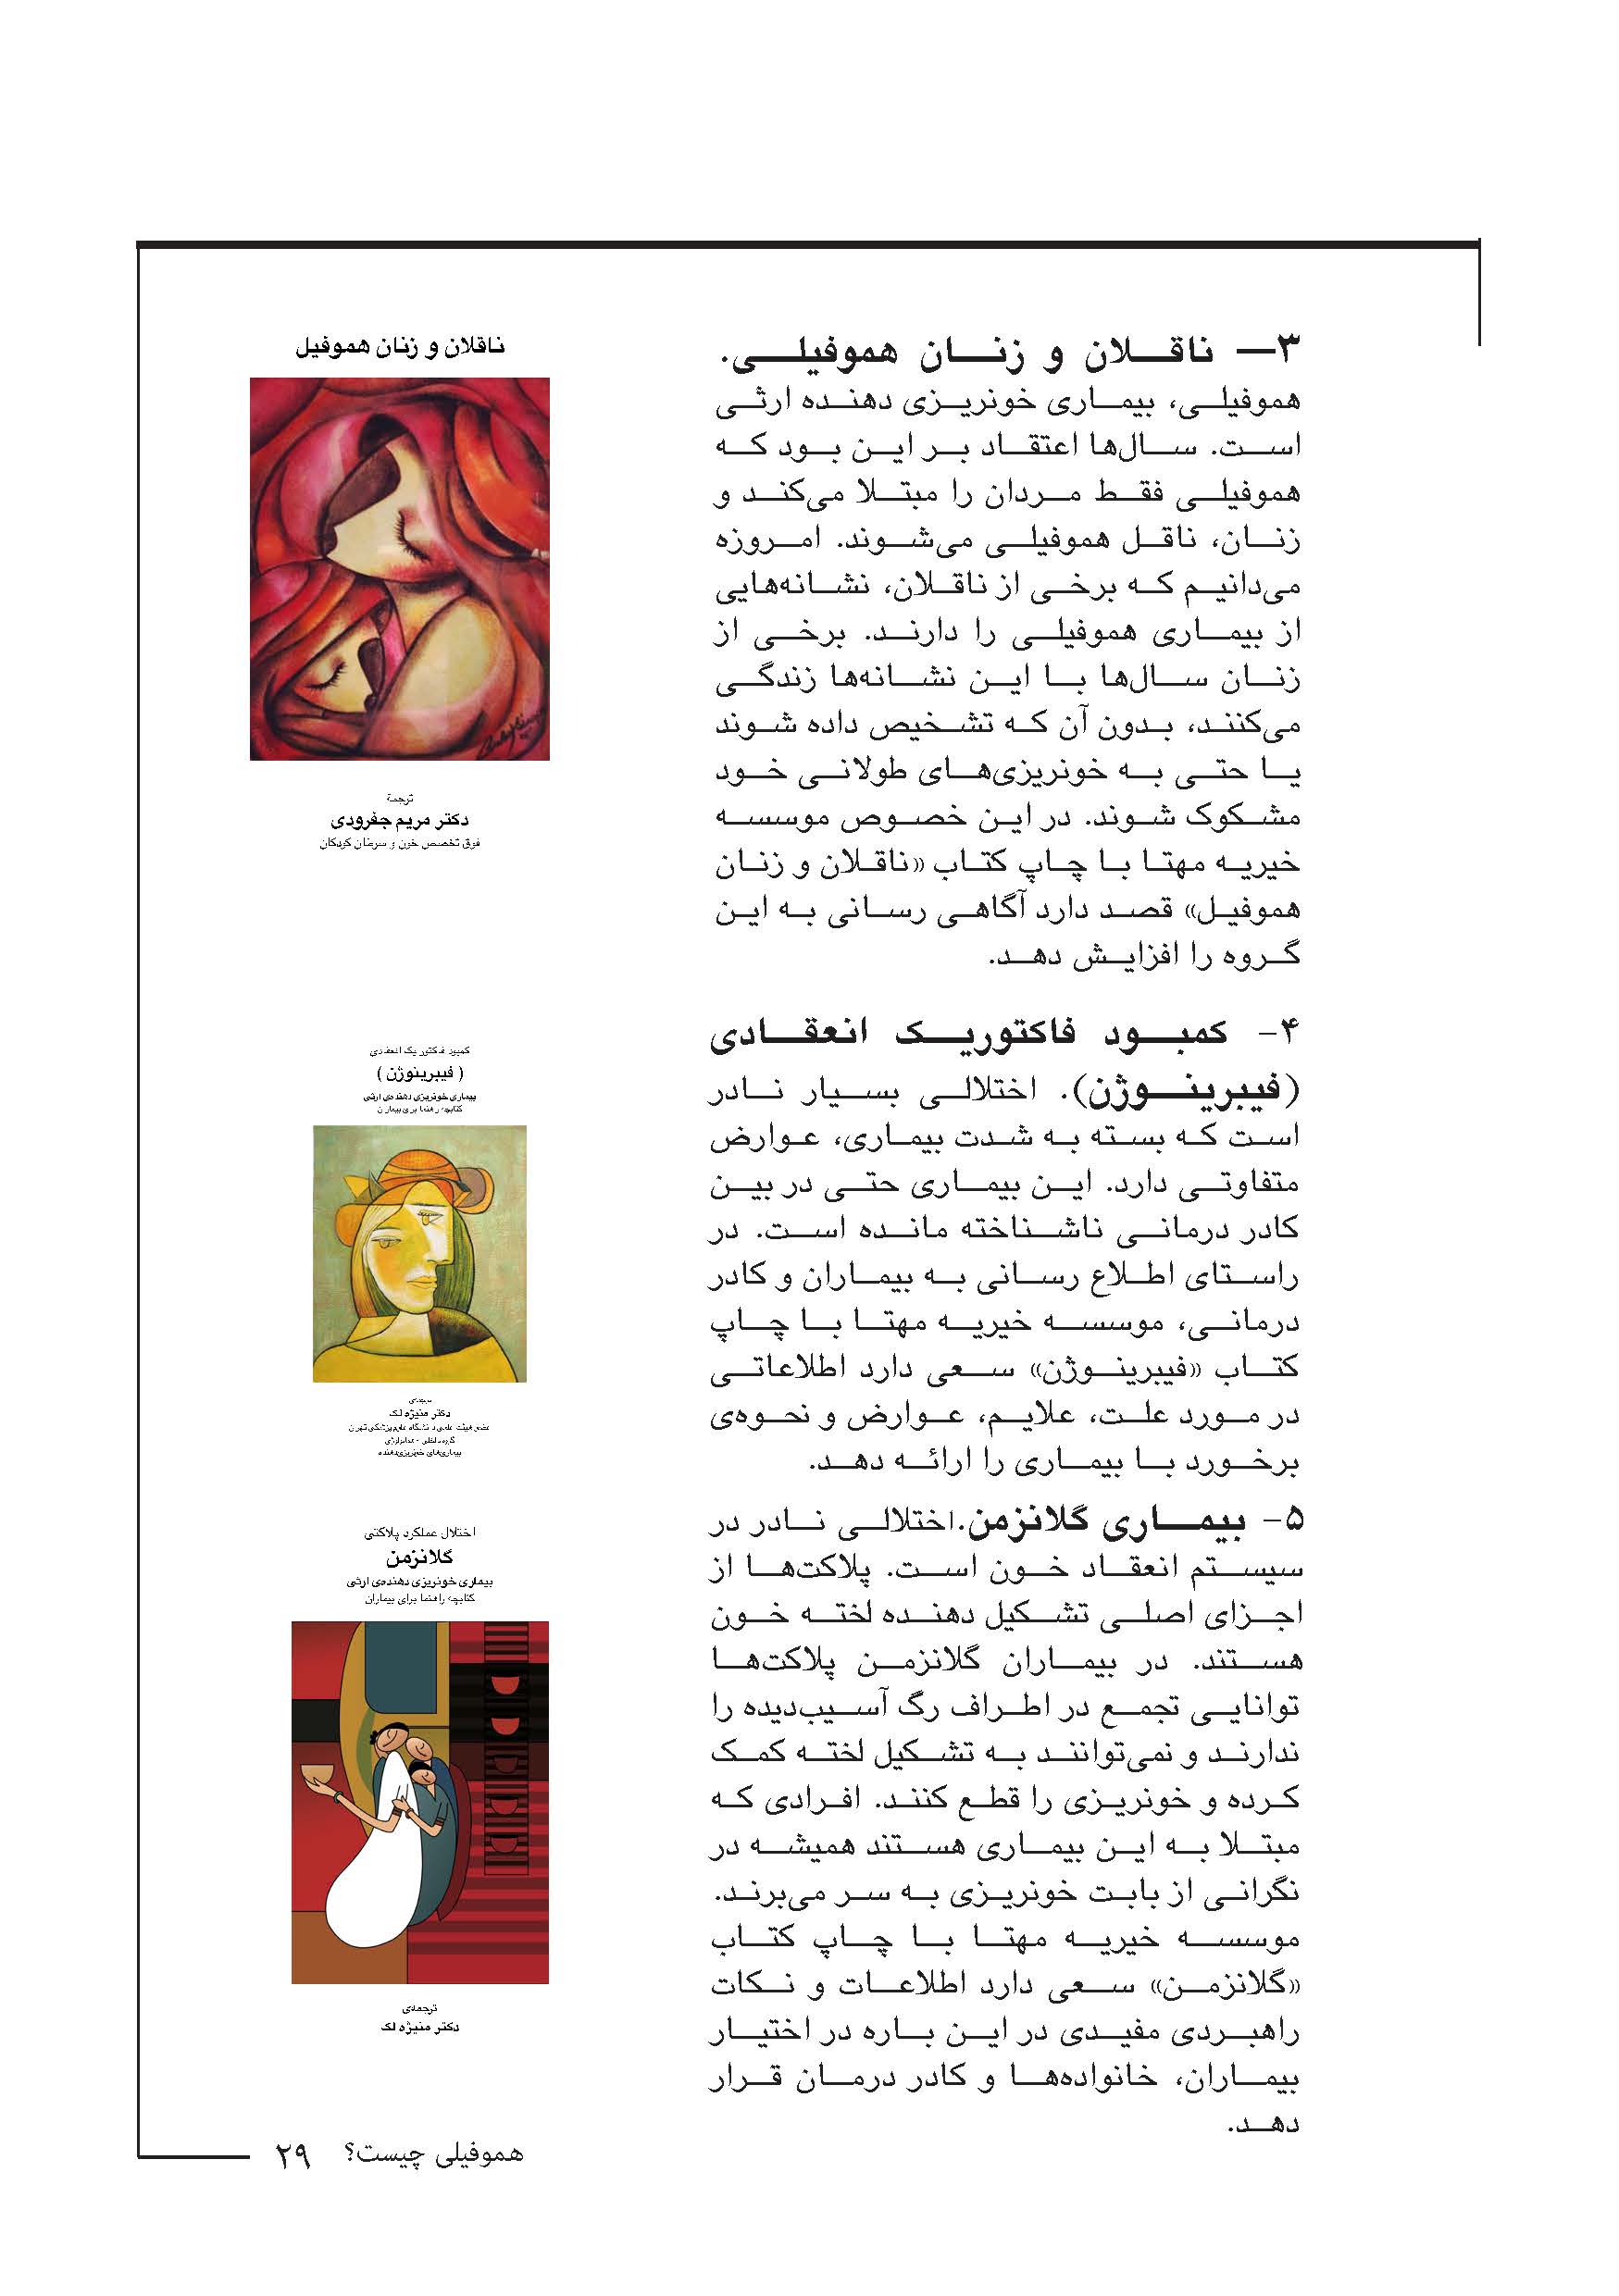 ۳— ناقلان و زنان هموفیلی.
هموفیلی، بیماری خونریزی دهنده ارثی
است. سال‌ها اعتقاد بر این بود که
هموفیلی فقط مردان را مبتلا می‌کند و
زنان، ناقل هموفیلی می‌شوند. امروزه
می‌دانیم که برخی از ناقلان، نشانه‌هایی
از بیماری هموفیلی را دارند. برخی از
زنان سال‌ها با این نشانه‌ها زندگی
می‌کنند، بدون آن که تشخیص داده شوند
یا حتی به خونریزی‌های طولانی خود
مشکوک شوند. در این خصوص موسسه
خیریه مهتا با چاپ کتاب «ناقلان و زنان
هموفیل» قصد دارد آگاهی رسانی به این
گروه را افزایش دهد.
۴- کمبود فاکتوریک انعقادی
(فیبرینوژن). اختلالی بسیار نادر
است که بسته به شدت بیماری، عوارض
متفاوتی دارد. این بیماری حتی در بین
کادر درمانی ناشناخته مانده است. در
راستای اطلاع رسانی به بیماران و کادر
درمانی، موسسه خیریه مهتا با چاپ
کتاب «فیبرینوژن» سعی دارد اطلاعاتی
در مورد علت، علایم، عوارض و نحوه‌ی
برخورد با بیماری را ارائه دهد.
۵- بیماری گلانزمن.اختلالی نادر در
سیستم انعقاد خون است. پلاکت‌ها از
اجزای اصلی تشکیل دهنده لخته خون
هستند. در بیماران گلانزمن پلاکت‌ها
توانایی تجمع در اطراف رگ آسیب‌دیده را
ندارند و نمی‌توانند به تشکیل لخته کمک
کرده و خونریزی را قطع کنند. افرادی که
مبتلا به این بیماری هستند همیشه در
نگرانی از بابت خونریزی به سر می‌برند.
موسسه خیریه مهتا با چاپ کتاب
«گلانزمن» سعی دارد اطلاعات و نکات
راهبردی مفیدی در این باره در اختیار
بیماران، خانواده‌ها و کادر درمان قرار
دهد.
ناقلان و زنان هموفیل
ترجمهٔ
دکتر مریم جفرودی
فوق تخصص خون و سرطان کودکان
کمبود فاکتور یک انعقادی
( فیبرینوژن )
بیماری خونریزی دهنده‌ی ارثی
کتابچه راهنما برای بیماران
دکتر منیژه لک
عضو هیئت علمی دانشگاه علوم پزشکی تهران
گروه داخلی - هماتولوژی
بیماری‌های خونریزی‌دهنده
اختلال عملکرد پلاکتی
گلانزمن
بیماری خونریزی دهنده‌ی ارثی
کتابچه راهنما برای بیماران
ترجمه‌ی
دکتر منیژه لک
هموفیلی چیست؟ ۲۹